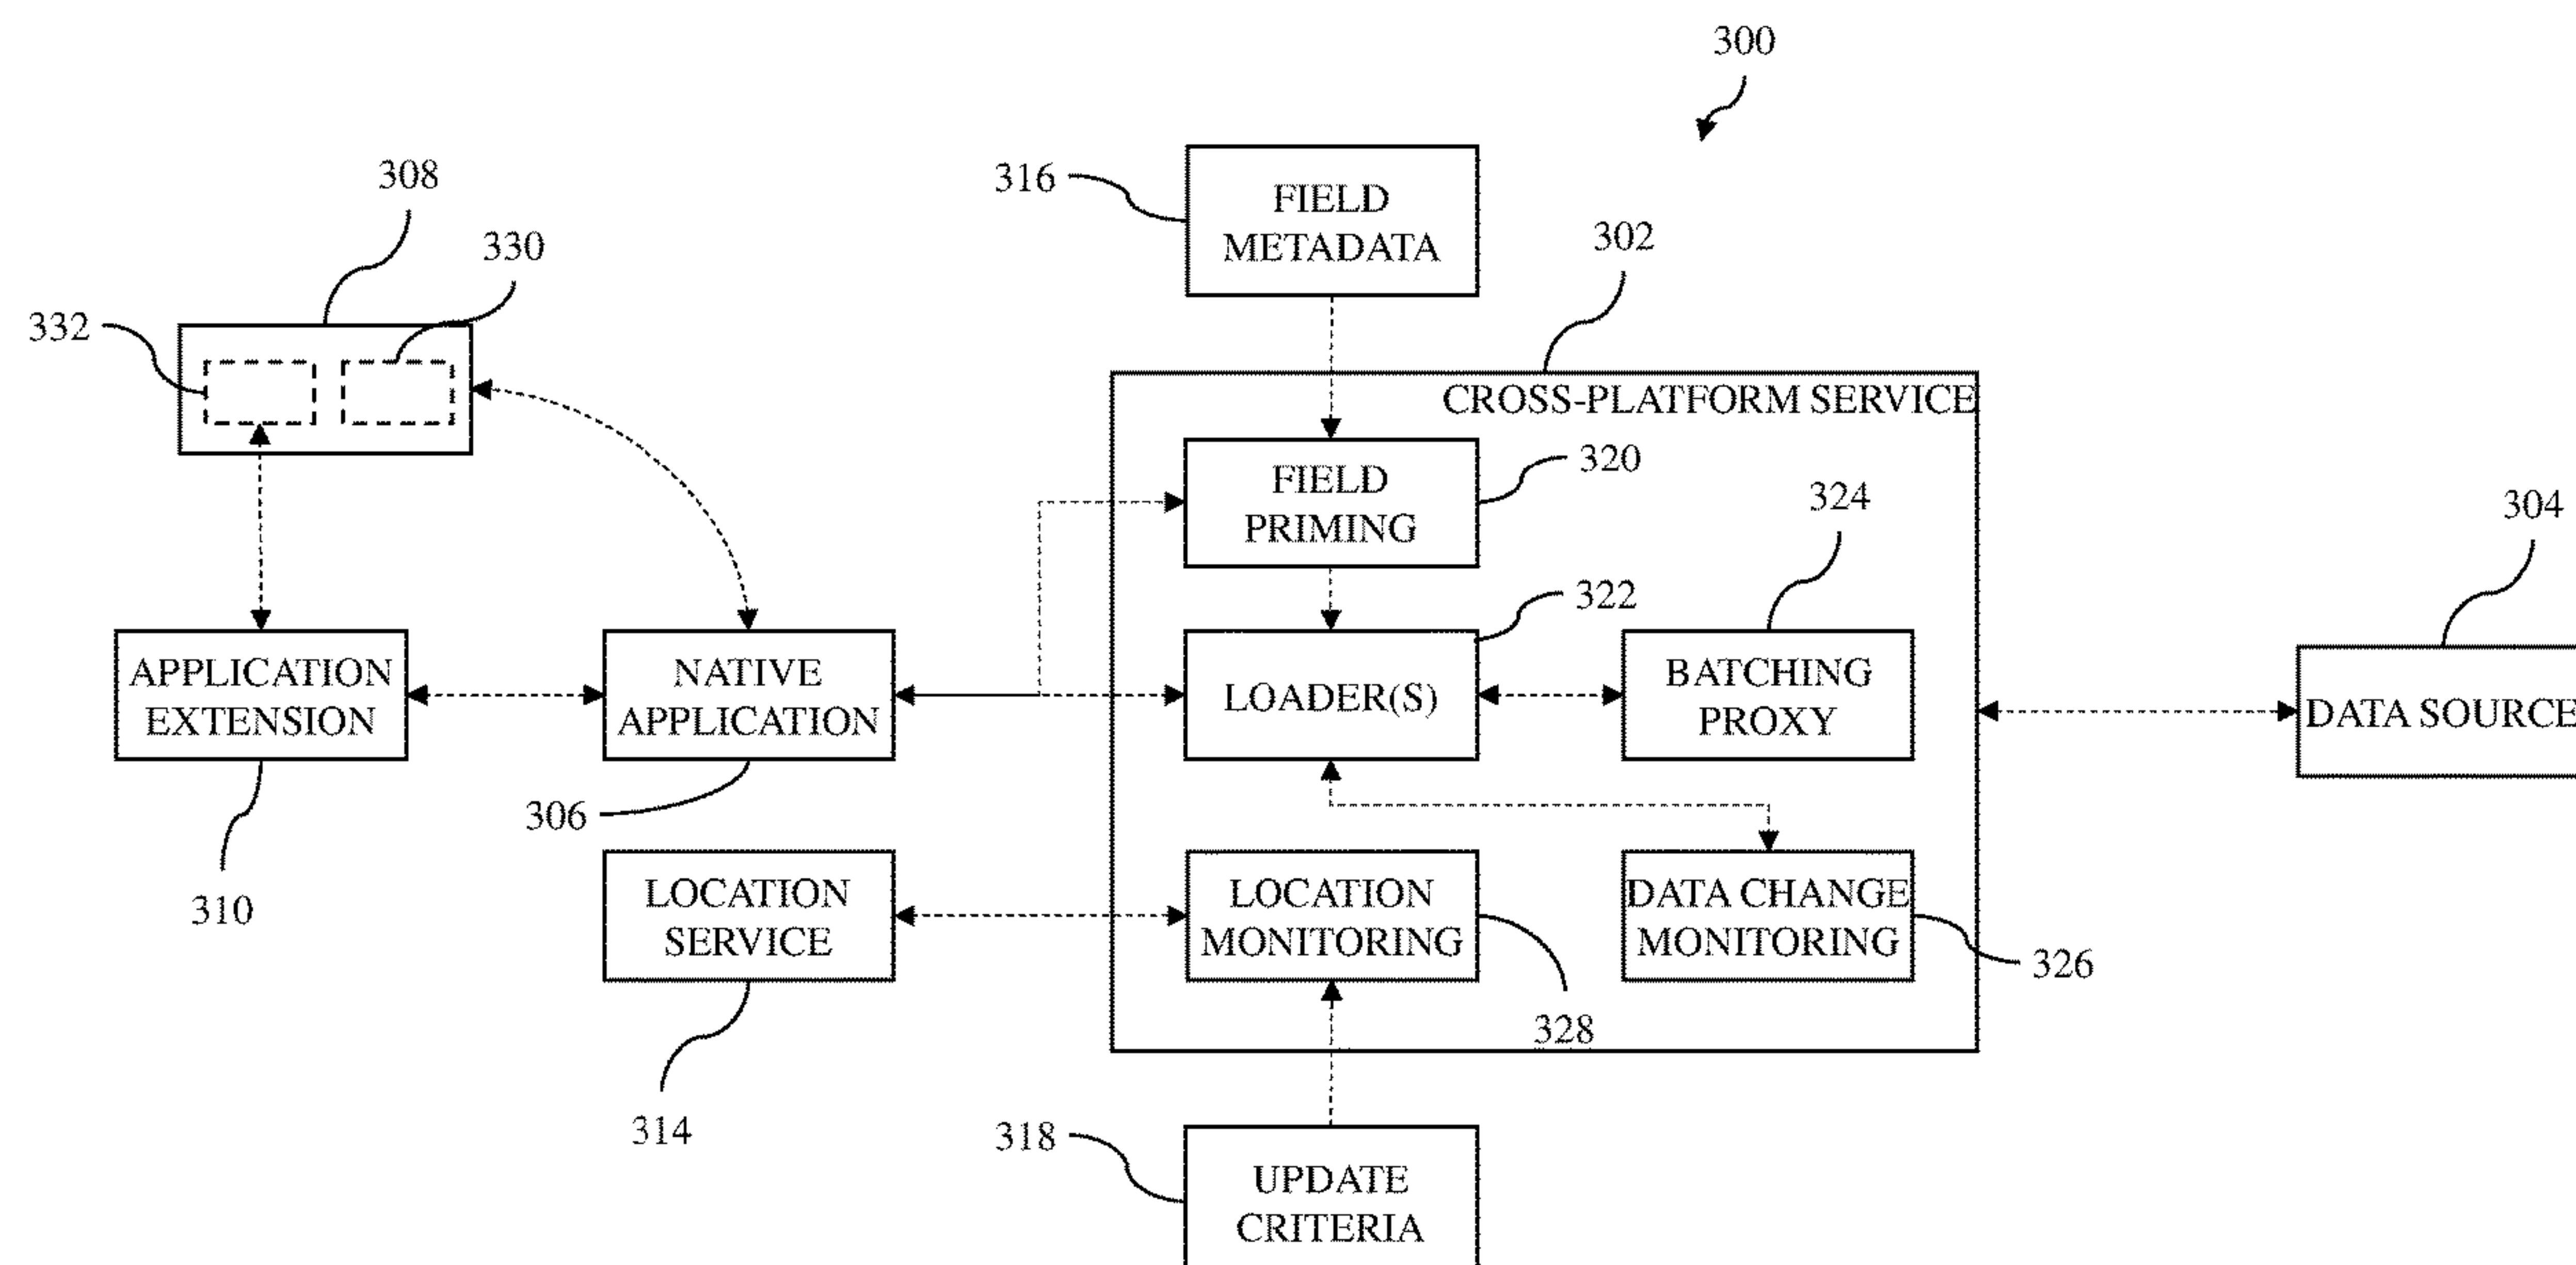 300
308
316
FIELD
METADATA
330
302
332
CROSS-PLATFORM SERVICE
FIELD
PRIMING
320
324
304
322
APPLICATION
EXTENSION
NATIVE
APPLICATION
LOADER(S)
BATCHING
PROXY
DATA SOURCE
306
310
LOCATION
SERVICE
LOCATION
MONITORING
DATA CHANGE
MONITORING
326
328
314
318
UPDATE
CRITERIA